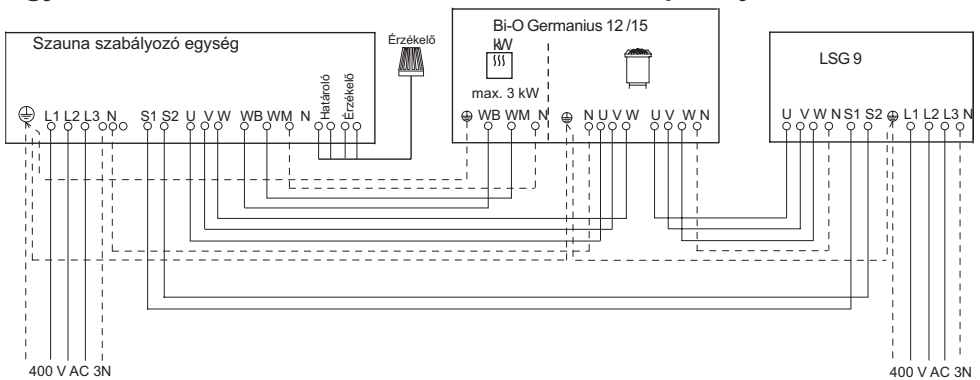 Szauna szabályozó egység
L1 L2 L3 N S1 S2 U V W WB WM N Határoló Érzékelő
400 V AC 3N
Érzékelő
Bi-O Germanius 12 /15
kW
max. 3 kW
WB WM N N U V W U V W N
LSG 9
U V W N S1 S2 L1 L2 L3 N
400 V AC 3N